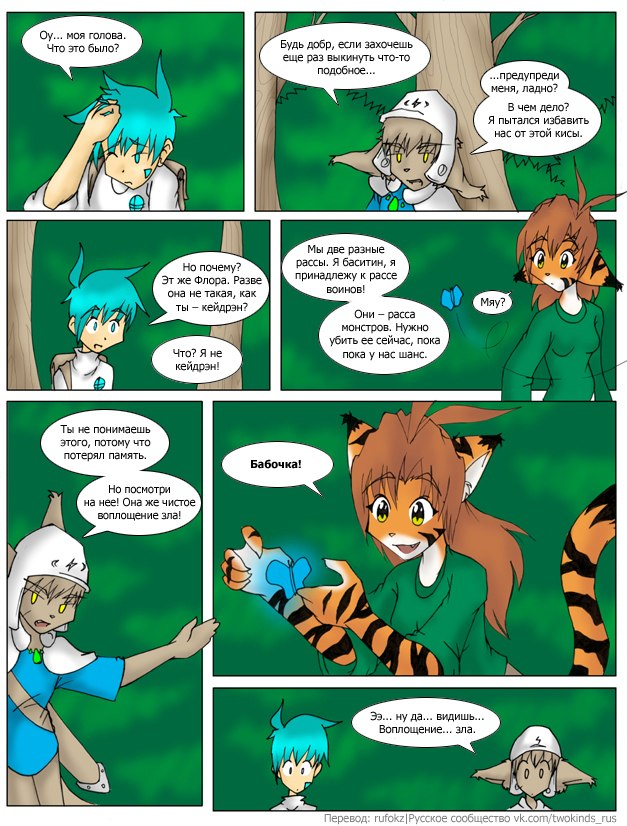 Оу... моя голова.
Что это было?
Будь добр, если захочешь
еще раз выкинуть что-то
подобное...
...предупреди
меня, ладно?
В чем дело?
Я пытался избавить
нас от этой кисы.
Но почему?
Эт же Флора. Разве
она не такая, как
ты – кейдрэн?
Что? Я не
кейдрэн!
Мы две разные
рассы. Я баситин, я
принадлежу к рассе
воинов!
Они – расса
монстров. Нужно
убить ее сейчас, пока
пока у нас шанс.
Мяу?
Ты не понимаешь
этого, потому что
потерял память.
Но посмотри
на нее! Она же чистое
воплощение зла!
Бабочка!
Ээ... ну да... видишь...
Воплощение... зла.
Перевод: rufokz|Русское сообщество vk.com/twokinds_rus